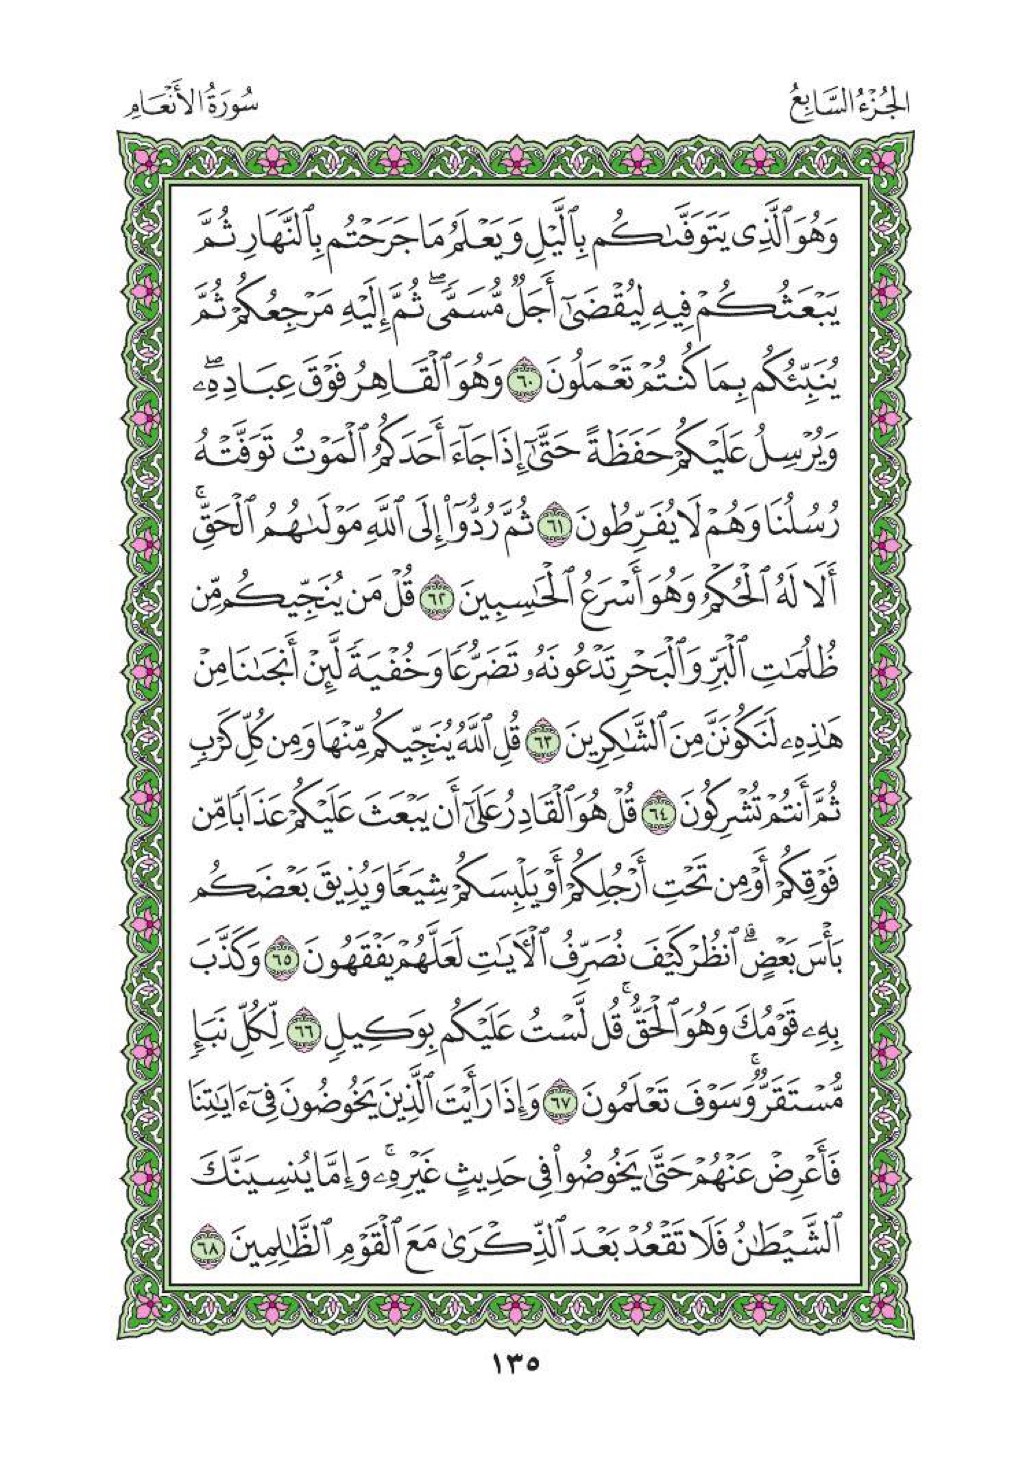 الجُزْءُ السَّابِعُ
سُورَةُ الأَنْعَامِ
وَهُوَ ٱلَّذِى يَتَوَفَّىٰكُم بِٱلَّيْلِ وَيَعْلَمُ مَا جَرَحْتُم بِٱلنَّهَارِ ثُمَّ
يَبْعَثُكُمْ فِيهِ لِيُقْضَىٰٓ أَجَلٌ مُّسَمًّى ۖ ثُمَّ إِلَيْهِ مَرْجِعُكُمْ ثُمَّ
يُنَبِّئُكُم بِمَا كُنتُمْ تَعْمَلُونَ ٦٠ وَهُوَ ٱلْقَاهِرُ فَوْقَ عِبَادِهِۦ ۖ
وَيُرْسِلُ عَلَيْكُمْ حَفَظَةً حَتَّىٰٓ إِذَا جَآءَ أَحَدَكُمُ ٱلْمَوْتُ تَوَفَّتْهُ
رُسُلُنَا وَهُمْ لَا يُفَرِّطُونَ ٦١ ثُمَّ رُدُّوٓا۟ إِلَى ٱللَّهِ مَوْلَىٰهُمُ ٱلْحَقِّ ۚ
أَلَا لَهُ ٱلْحُكْمُ وَهُوَ أَسْرَعُ ٱلْحَٰسِبِينَ ٦٢ قُلْ مَن يُنَجِّيكُم مِّن
ظُلُمَٰتِ ٱلْبَرِّ وَٱلْبَحْرِ تَدْعُونَهُۥ تَضَرُّعًا وَخُفْيَةً لَّئِنْ أَنجَىٰنَا مِنْ
هَٰذِهِۦ لَنَكُونَنَّ مِنَ ٱلشَّٰكِرِينَ ٦٣ قُلِ ٱللَّهُ يُنَجِّيكُم مِّنْهَا وَمِن كُلِّ كَرْبٍ
ثُمَّ أَنتُمْ تُشْرِكُونَ ٦٤ قُلْ هُوَ ٱلْقَادِرُ عَلَىٰٓ أَن يَبْعَثَ عَلَيْكُمْ عَذَابًا مِّن
فَوْقِكُمْ أَوْ مِن تَحْتِ أَرْجُلِكُمْ أَوْ يَلْبِسَكُمْ شِيَعًا وَيُذِيقَ بَعْضَكُم
بَأْسَ بَعْضٍ ۗ ٱنظُرْ كَيْفَ نُصَرِّفُ ٱلْءَايَٰتِ لَعَلَّهُمْ يَفْقَهُونَ ٦٥ وَكَذَّبَ
بِهِۦ قَوْمُكَ وَهُوَ ٱلْحَقُّ ۚ قُل لَّسْتُ عَلَيْكُم بِوَكِيلٍ ٦٦ لِّكُلِّ نَبَإٍ
مُّسْتَقَرٌّ ۚ وَسَوْفَ تَعْلَمُونَ ٦٧ وَإِذَا رَأَيْتَ ٱلَّذِينَ يَخُوضُونَ فِىٓ ءَايَٰتِنَا
فَأَعْرِضْ عَنْهُمْ حَتَّىٰ يَخُوضُوا۟ فِى حَدِيثٍ غَيْرِهِۦ ۚ وَإِمَّا يُنسِيَنَّكَ
ٱلشَّيْطَٰنُ فَلَا تَقْعُدْ بَعْدَ ٱلذِّكْرَىٰ مَعَ ٱلْقَوْمِ ٱلظَّٰلِمِينَ ٦٨
١٣٥